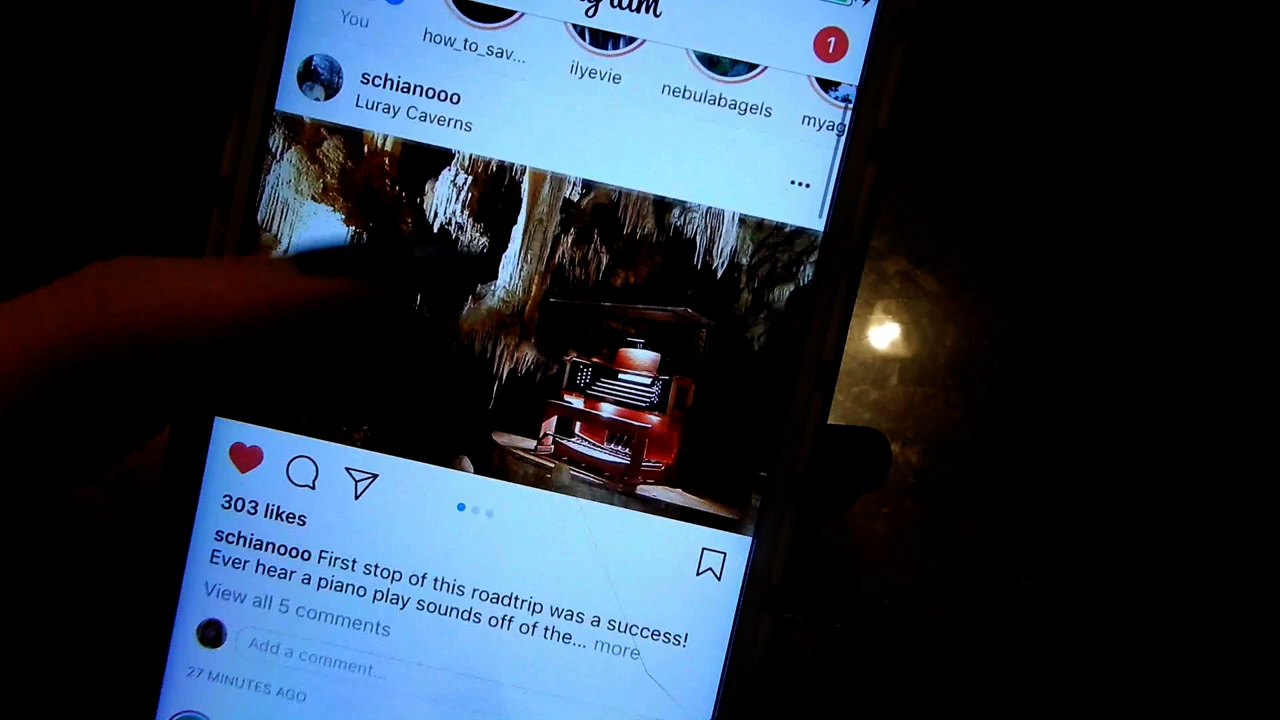 You
how_to_sav...
ilyevie
nebulabagels
myag
1
schianooo
Luray Caverns
303 likes
schianooo First stop of this roadtrip was a success!
Ever hear a piano play sounds off of the... more
View all 5 comments
Add a comment...
27 MINUTES AGO